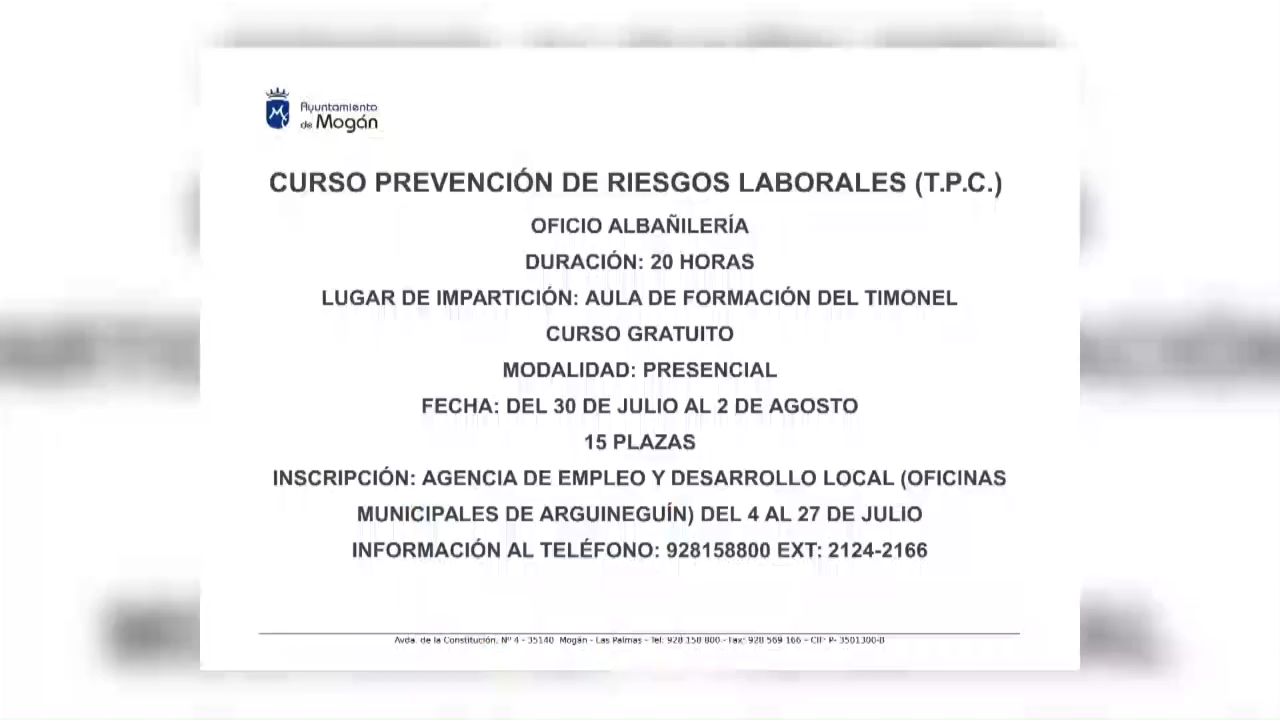 Ayuntamiento
de Mogán
CURSO PREVENCIÓN DE RIESGOS LABORALES (T.P.C.)
OFICIO ALBAÑILERÍA
DURACIÓN: 20 HORAS
LUGAR DE IMPARTICIÓN: AULA DE FORMACIÓN DEL TIMONEL
CURSO GRATUITO
MODALIDAD: PRESENCIAL
FECHA: DEL 30 DE JULIO AL 2 DE AGOSTO
15 PLAZAS
INSCRIPCIÓN: AGENCIA DE EMPLEO Y DESARROLLO LOCAL (OFICINAS
MUNICIPALES DE ARGUINEGUÍN) DEL 4 AL 27 DE JULIO
INFORMACIÓN AL TELÉFONO: 928158800 EXT: 2124-2166
Avda. de la Constitución, Nº 4 - 35140 Mogán - Las Palmas - Tel: 928 158 800 - Fax: 928 569 166 - CIF: P- 3501300-B